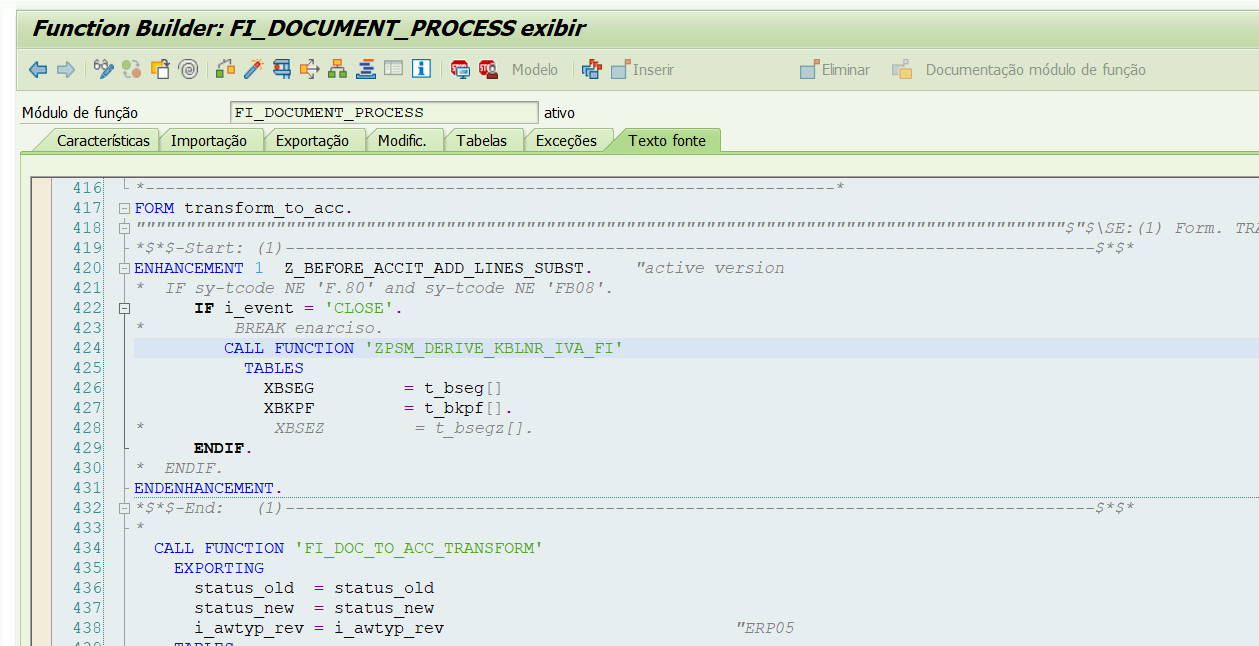 Function Builder: FI_DOCUMENT_PROCESS exibir
Modelo Inserir Eliminar Documentação módulo de função
Módulo de função FI_DOCUMENT_PROCESS ativo
Características Importação Exportação Modific. Tabelas Exceções Texto fonte
416 *---------------------------------------------------------------------*
417 FORM transform_to_acc.
418 """""""""""""""""""""""""""""""""""""""""""""""""""""""""""""""""""""""""""""""""""""""""""""$"$\SE:(1) Form. TRA
419 *$*$-Start: (1)---------------------------------------------------------------------------------$*$*
420 ENHANCEMENT 1 Z_BEFORE_ACCIT_ADD_LINES_SUBST. "active version
421 * IF sy-tcode NE 'F.80' and sy-tcode NE 'FB08'.
422 IF i_event = 'CLOSE'.
423 * BREAK enarciso.
424 CALL FUNCTION 'ZPSM_DERIVE_KBLNR_IVA_FI'
425 TABLES
426 XBSEG = t_bseg[]
427 XBKPF = t_bkpf[].
428 * XBSEZ = t_bsegz[].
429 ENDIF.
430 * ENDIF.
431 ENDENHANCEMENT.
432 *$*$-End: (1)---------------------------------------------------------------------------------$*$*
433 *
434 CALL FUNCTION 'FI_DOC_TO_ACC_TRANSFORM'
435 EXPORTING
436 status_old = status_old
437 status_new = status_new
438 i_awtyp_rev = i_awtyp_rev "ERP05
439 TABLES